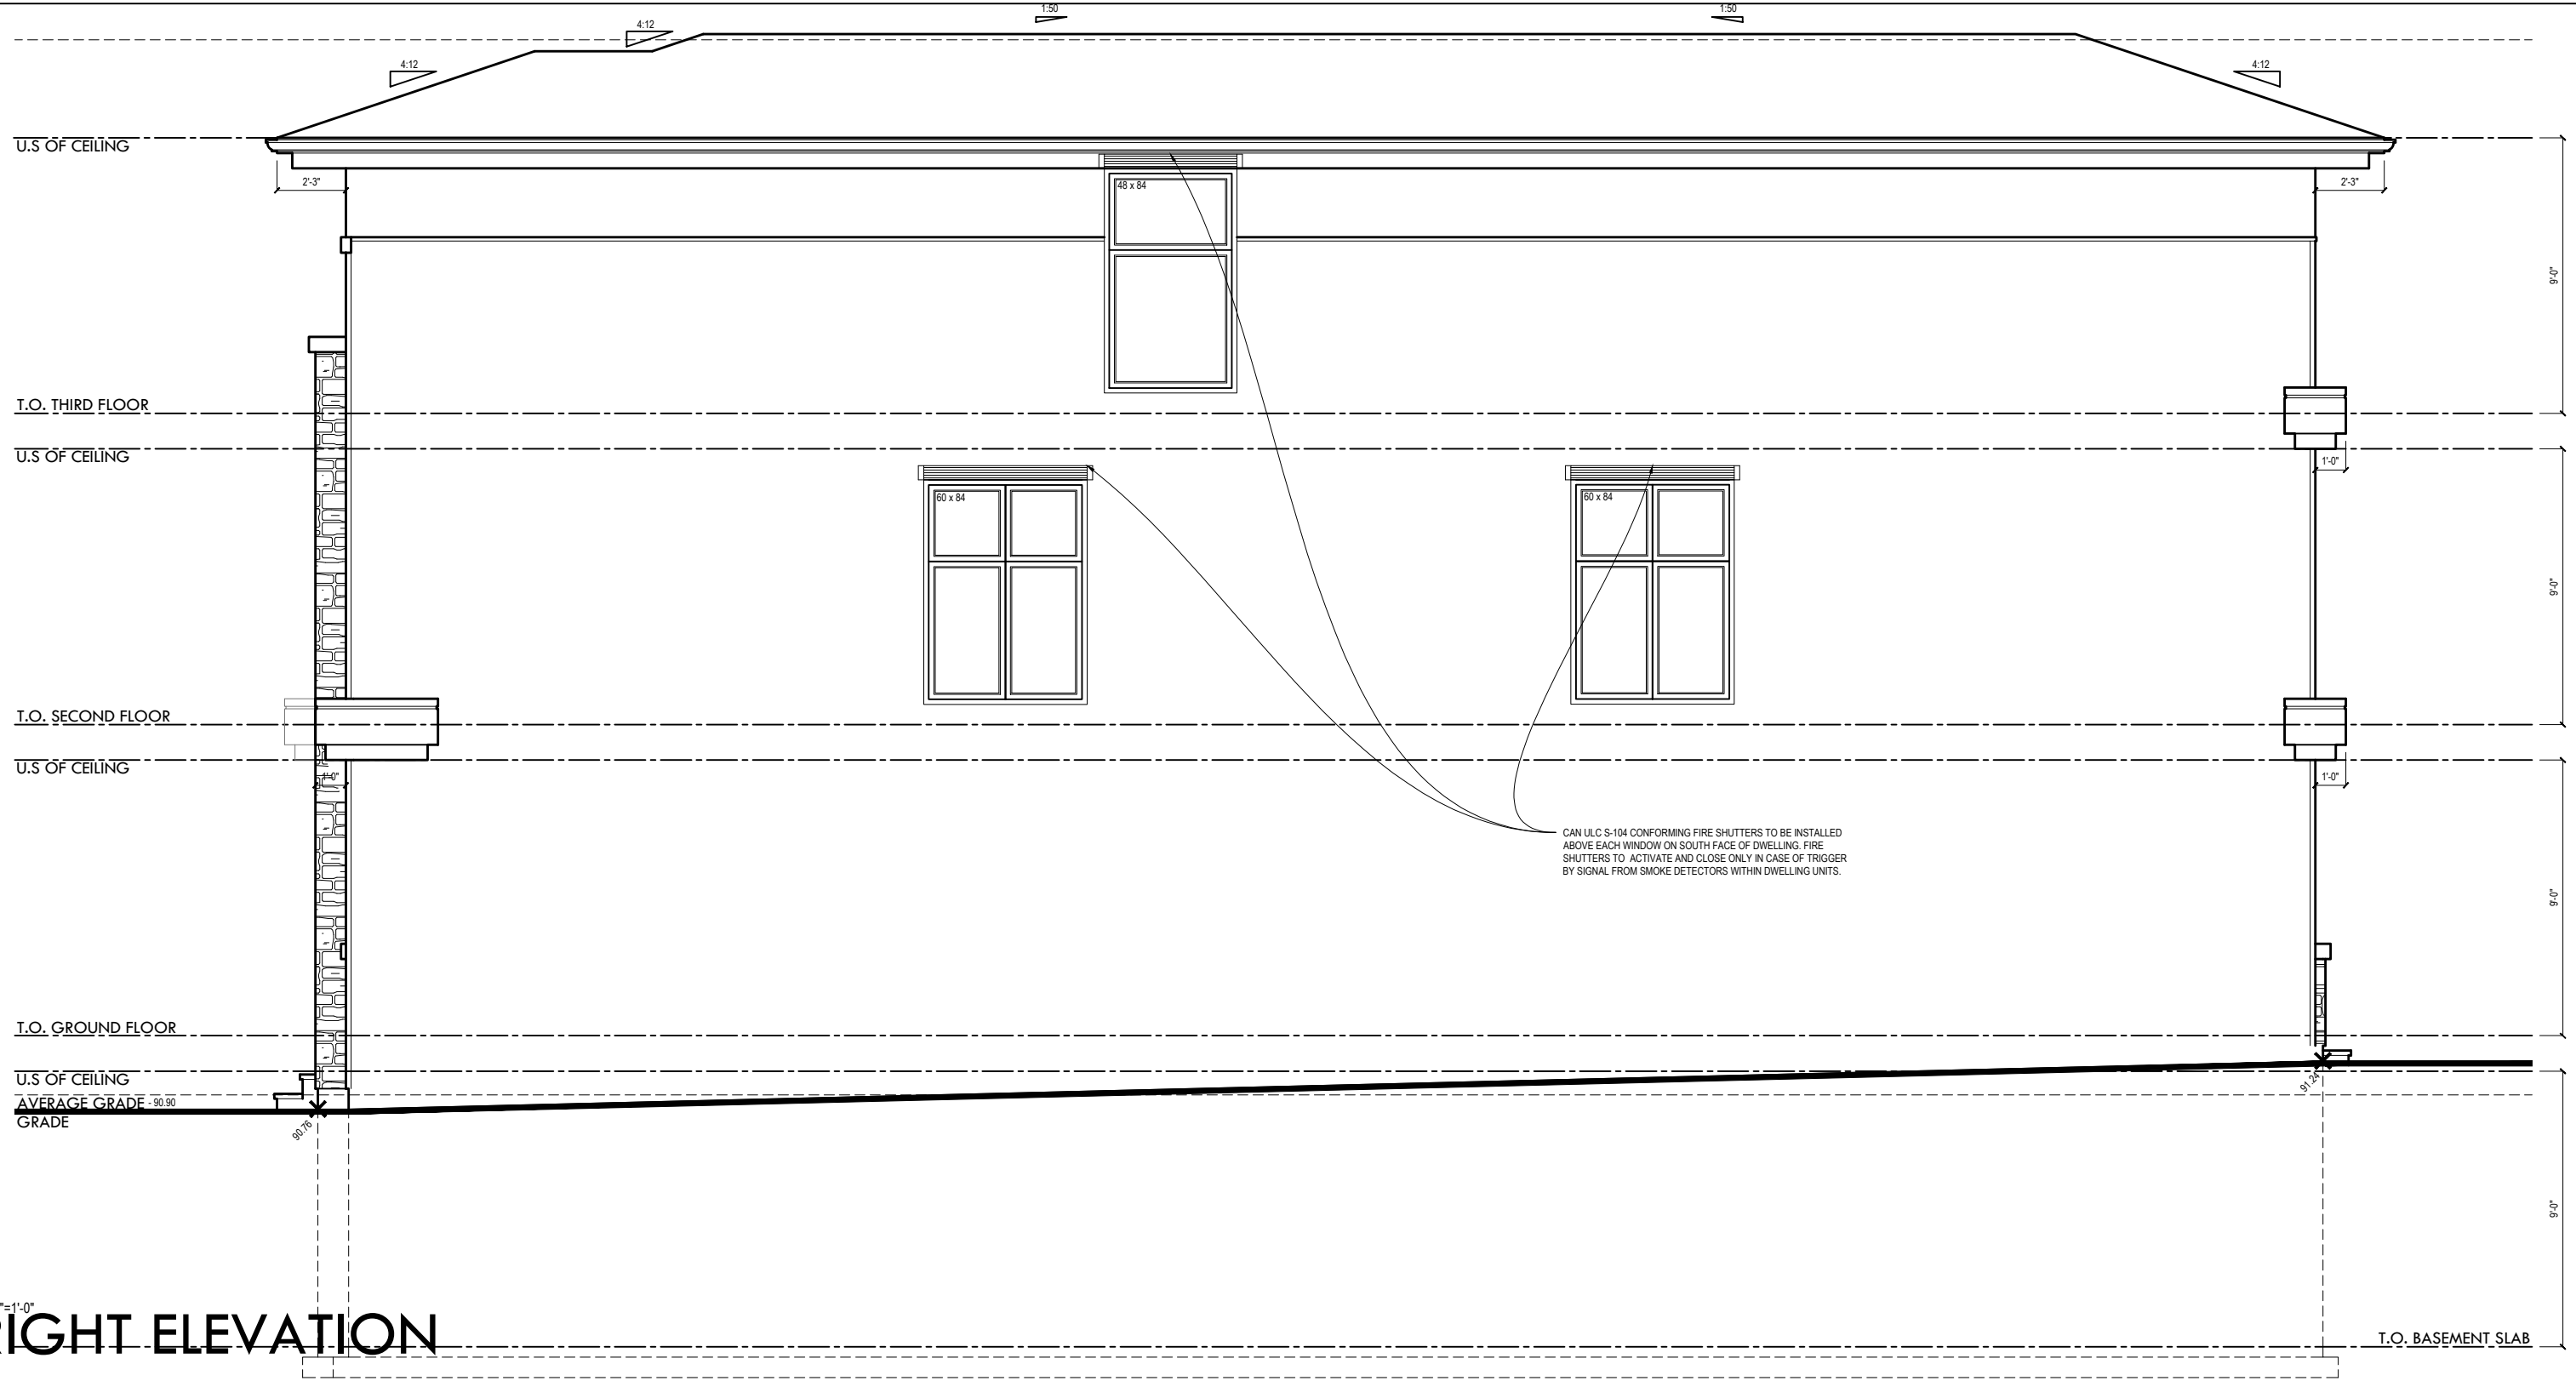 1:50
1:50
4:12
4:12
4:12
U.S OF CEILING
2'-3"
48 x 84
2'-3"
9'-0"
T.O. THIRD FLOOR
U.S OF CEILING
1'-0"
60 x 84
60 x 84
9'-0"
T.O. SECOND FLOOR
U.S OF CEILING
1'-0"
1'-0"
CAN ULC S-104 CONFORMING FIRE SHUTTERS TO BE INSTALLED
ABOVE EACH WINDOW ON SOUTH FACE OF DWELLING. FIRE
SHUTTERS TO ACTIVATE AND CLOSE ONLY IN CASE OF TRIGGER
BY SIGNAL FROM SMOKE DETECTORS WITHIN DWELLING UNITS.
9'-0"
T.O. GROUND FLOOR
U.S OF CEILING
91.24
AVERAGE GRADE - 90.90
GRADE
90.76
9'-0"
"=1'-0"
RIGHT ELEVATION
T.O. BASEMENT SLAB